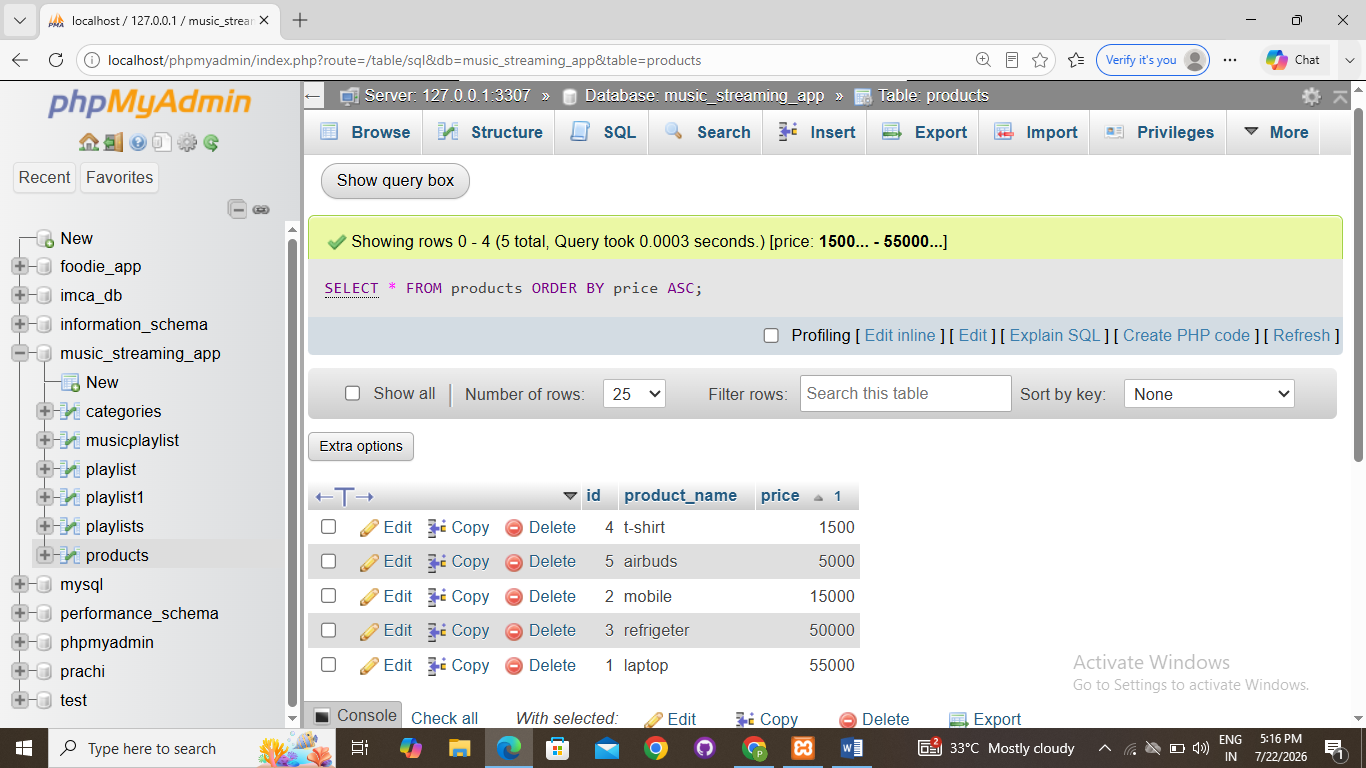 localhost / 127.0.0.1 / music_strear
localhost/phpmyadmin/index.php?route=/table/sql&db=music_streaming_app&table=products
Verify it's you
Chat
phpMyAdmin
Recent
Favorites
New
foodie_app
imca_db
information_schema
music_streaming_app
New
categories
musicplaylist
playlist
playlist1
playlists
products
mysql
performance_schema
phpmyadmin
prachi
test
Server: 127.0.0.1:3307 » Database: music_streaming_app » Table: products
Browse Structure SQL Search Insert Export Import Privileges More
Show query box
Showing rows 0 - 4 (5 total, Query took 0.0003 seconds.) [price: 1500... - 55000...]
SELECT * FROM products ORDER BY price ASC;
Profiling [ Edit inline ] [ Edit ] [ Explain SQL ] [ Create PHP code ] [ Refresh ]
Show all Number of rows: 25 Filter rows: Search this table Sort by key: None
Extra options
id product_name price 1
Edit Copy Delete 4 t-shirt 1500
Edit Copy Delete 5 airbuds 5000
Edit Copy Delete 2 mobile 15000
Edit Copy Delete 3 refrigeter 50000
Edit Copy Delete 1 laptop 55000
Activate Windows
Go to Settings to activate Windows.
Console Check all With selected: Edit Copy Delete Export
Type here to search
2
33°C Mostly cloudy
ENG
IN
5:16 PM
7/22/2026
1